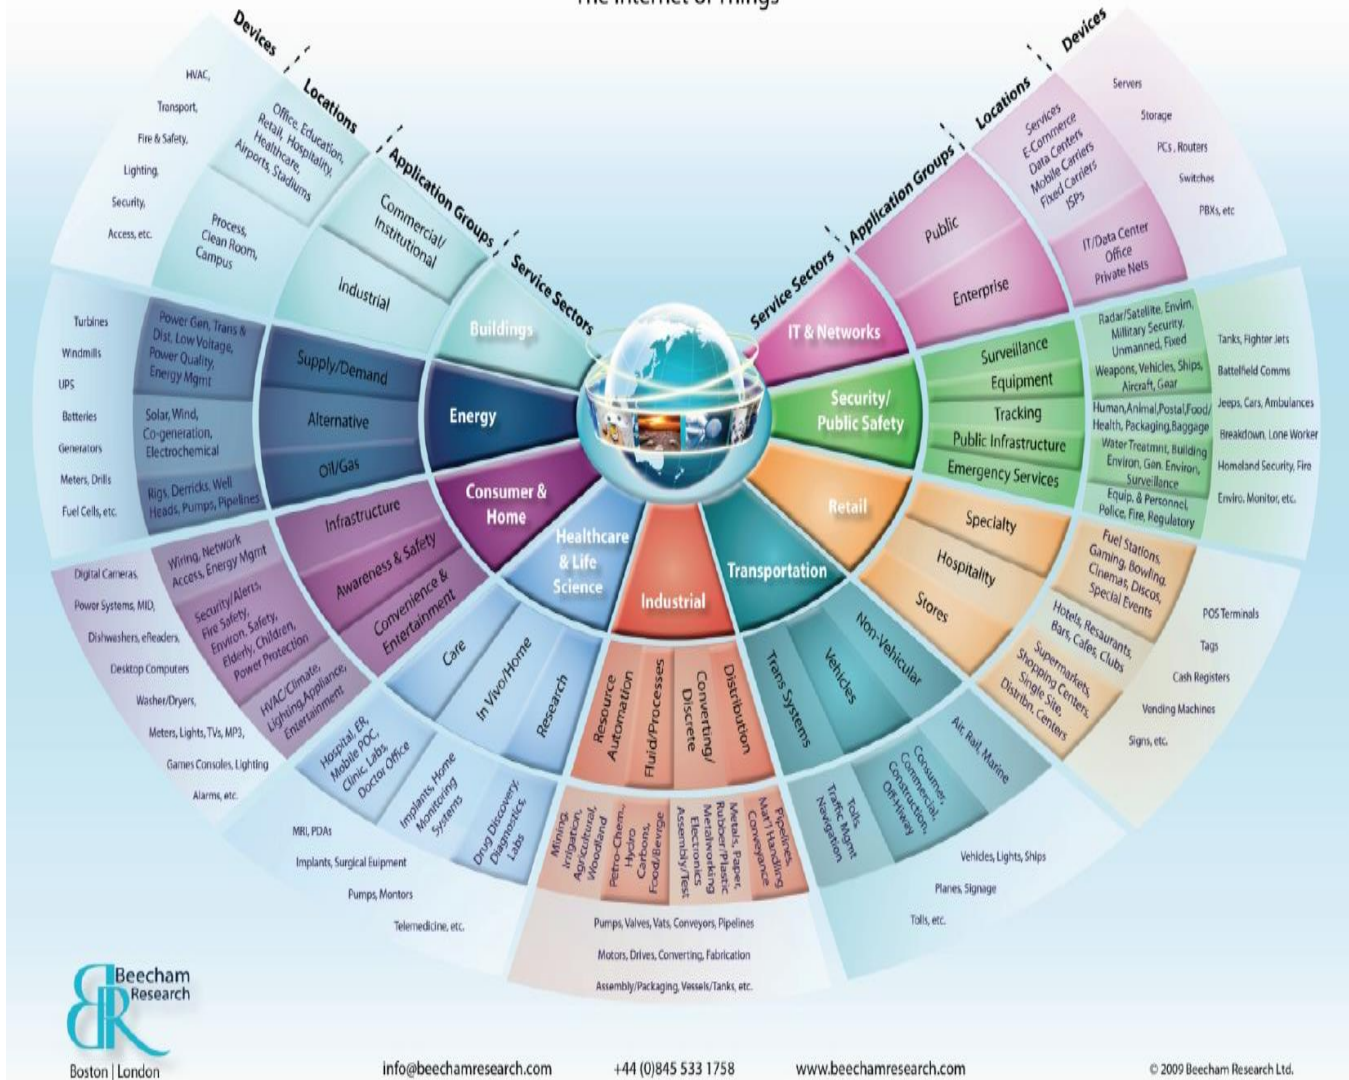 The Internet of Things
Devices
Locations
Application Groups
Service Sectors
HVAC,
Transport,
Fire & Safety,
Lighting,
Security,
Access, etc.
Office, Education,
Retail, Hospitality,
Healthcare,
Airports, Stadiums
Process,
Clean Room,
Campus
Commercial/
Institutional
Industrial
Buildings
Turbines
Windmills
UPS
Batteries
Generators
Meters, Drills
Fuel Cells, etc.
Power Gen, Trans &
Dist, Low Voltage,
Power Quality,
Energy Mgmt
Solar, Wind,
Co-generation,
Electrochemical
Rigs, Derricks, Well
Heads, Pumps, Pipelines
Supply/Demand
Alternative
Oil/Gas
Energy
Digital Cameras,
Power Systems, MID,
Dishwashers, eReaders,
Desktop Computers
Washer/Dryers,
Meters, Lights, TVs, MP3,
Games Consoles, Lighting
Alarms, etc.
Wiring, Network
Access, Energy Mgmt
Security/Alerts,
Fire Safety,
Environ. Safety,
Elderly, Children,
Power Protection
HVAC/Climate,
Lighting,Appliance,
Entertainment
Infrastructure
Awareness & Safety
Convenience &
Entertainment
Consumer &
Home
MRI, PDAs
Implants, Surgical Euipment
Pumps, Montors
Telemedicine, etc.
Hospital, ER,
Mobile POC,
Clinic, Labs,
Doctor Office
Implants, Home
Monitoring
Systems
Drug Discovery,
Diagnostics,
Labs
Care
In Vivo/Home
Research
Healthcare
& Life
Science
Industrial
Resource
Automation
Fluid/Processes
Converting/
Discrete
Distribution
Mining,
Irrigation,
Agricultural,
Woodland
Petro-Chem.,
Hydro
Carbons,
Food/Bevrge
Metals, Paper,
Rubber/Plastic
Metalworking
Electronics
Assembly/Test
Pipelines,
Mat'l Handling
Conveyance
Pumps, Valves, Vats, Conveyors, Pipelines
Motors, Drives, Converting, Fabrication
Assembly/Packaging, Vessels/Tanks, etc.
Transportation
Trans Systems
Vehicles
Non-Vehicular
Tolls,
Traffic Mgmt
Navigation
Consumer,
Commercial,
Construction,
Off-Hiway
Air, Rail, Marine
Vehicles, Lights, Ships
Planes, Signage
Tolls, etc.
Retail
Specialty
Hospitality
Stores
Fuel Stations,
Gaming, Bowling,
Cinemas, Discos,
Special Events
Hotels, Resaurants,
Bars, Cafes, Clubs
Supermarkets,
Shopping Centers,
Single Site,
Distribn. Centers
POS Terminals
Tags
Cash Registers
Vending Machines
Signs, etc.
Security/
Public Safety
Surveillance
Equipment
Tracking
Public Infrastructure
Emergency Services
Radar/Satellite, Envirn,
Military Security,
Unmanned, Fixed
Weapons, Vehicles, Ships,
Aircraft, Gear
Human,Animal,Postal,Food/
Health, Packaging,Baggage
Water Treatmnt, Building
Environ, Gen. Environ,
Surveillance
Equip. & Personnel,
Police, Fire, Regulatory
Tanks, Fighter Jets
Battelfield Comms
Jeeps, Cars, Ambulances
Breakdown, Lone Worker
Homeland Security, Fire
Enviro. Monitor, etc.
IT & Networks
Public
Enterprise
Services
E-Commerce
Data Centers
Mobile Carriers
Fixed Carriers
ISPs
IT/Data Center
Office
Private Nets
Servers
Storage
PCs, Routers
Switches
PBXs, etc
Service Sectors
Application Groups
Locations
Devices
BR
Beecham
Research
Boston | London
info@beechamresearch.com
+44 (0)845 533 1758
www.beechamresearch.com
© 2009 Beecham Research Ltd.